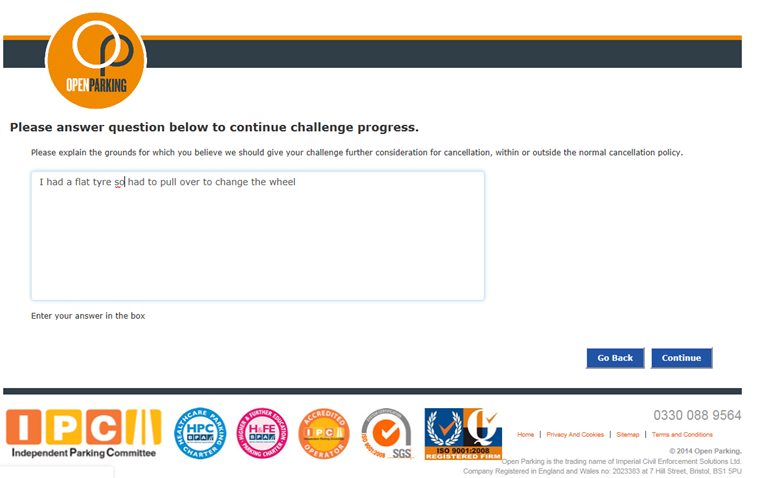 OPENPARKING
Please answer question below to continue challenge progress.
Please explain the grounds for which you believe we should give your challenge further consideration for cancellation, within or outside the normal cancellation policy.
I had a flat tyre so had to pull over to change the wheel
Enter your answer in the box
Go Back Continue
IPC
Independent Parking Committee
HEALTHCARE PARKING CHARTER
HPC
BPA
HIGHER & FURTHER EDUCATION PARKING CHARTER
H&FE
BPA
ACCREDITED OPERATOR
IPC
Independent Parking Committee
ISO 9001:2008
SGS
ISO 9001:2008
REGISTERED FIRM
0330 088 9564
Home | Privacy And Cookies | Sitemap | Terms and Conditions
© 2014 Open Parking.
Open Parking is the trading name of Imperial Civil Enforcement Solutions Ltd.
Company Registered in England and Wales no: 2023383 at 7 Hill Street, Bristol, BS1 5PU